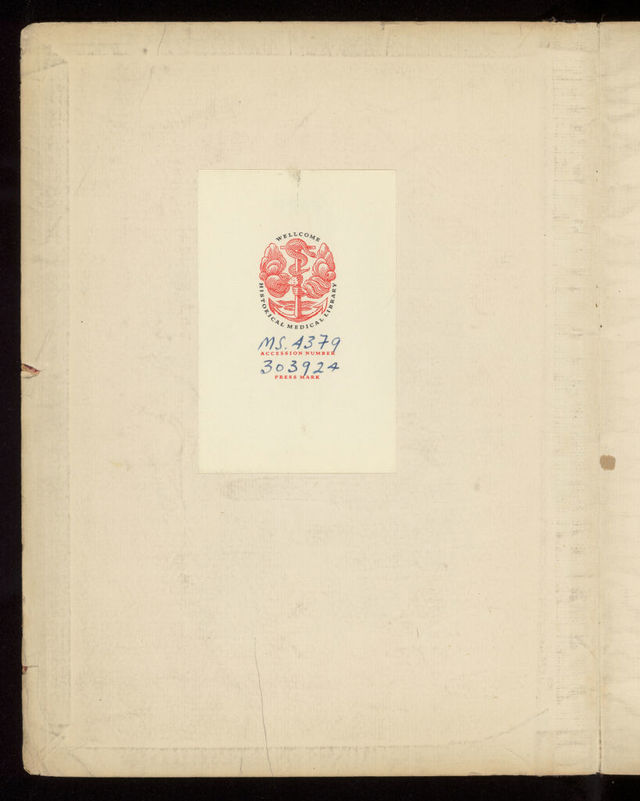 WELLCOME
HISTORICAL MEDICAL LIBRARY
MS. 4379
ACCESSION NUMBER
303924
PRESS MARK